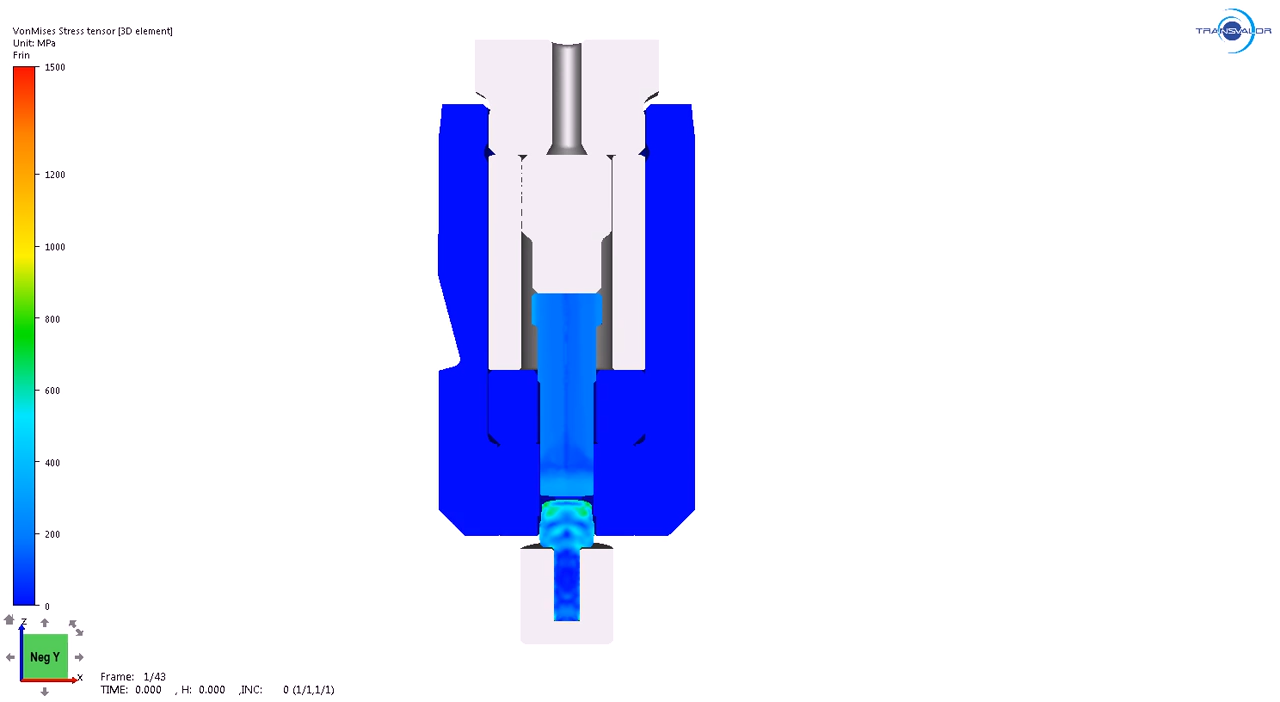 VonMises Stress tensor [3D element]
Unit: MPa
Frin
TRANSVALOR
1500
1200
1000
800
600
400
200
0
Z
Neg Y
X
Frame: 1/43
TIME: 0.000 , H: 0.000 ,INC: 0 (1/1,1/1)